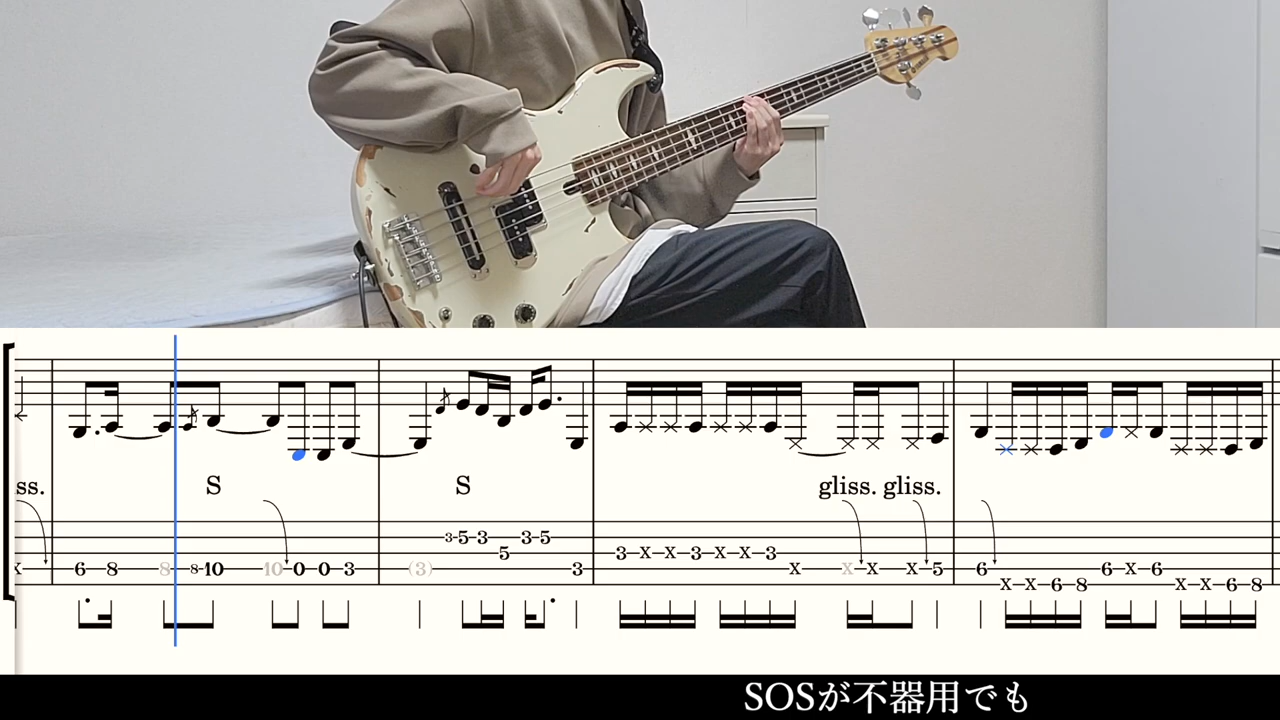 ss. S S gliss. gliss.
3 5 3 3 5
5 3 x x 3 x x 3
x 6 8 8 8 10 10 0 0 3 (3) 3 x x x x 5 6 6 x 6
x x 6 8 x x 6 8
SOSが不器用でも